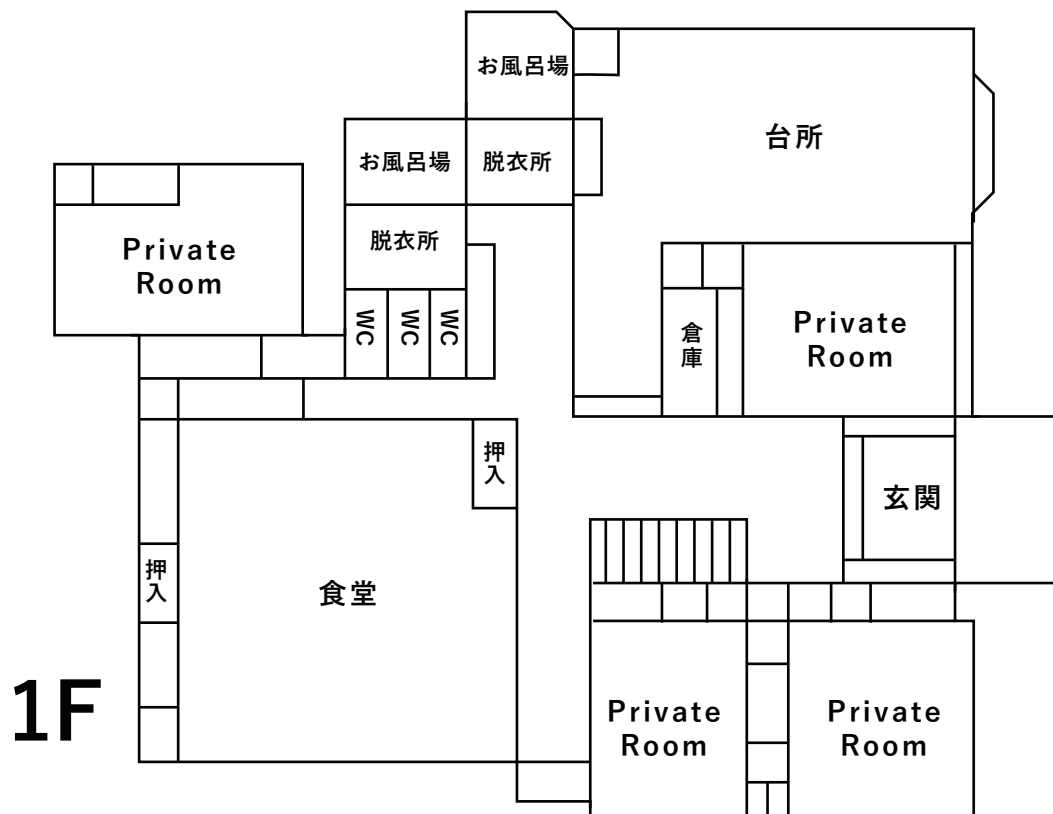 お風呂場
台所
お風呂場
脱衣所
Private
Room
脱衣所
WC
WC
WC
倉庫
Private
Room
押入
玄関
押入
食堂
1F
Private
Room
Private
Room